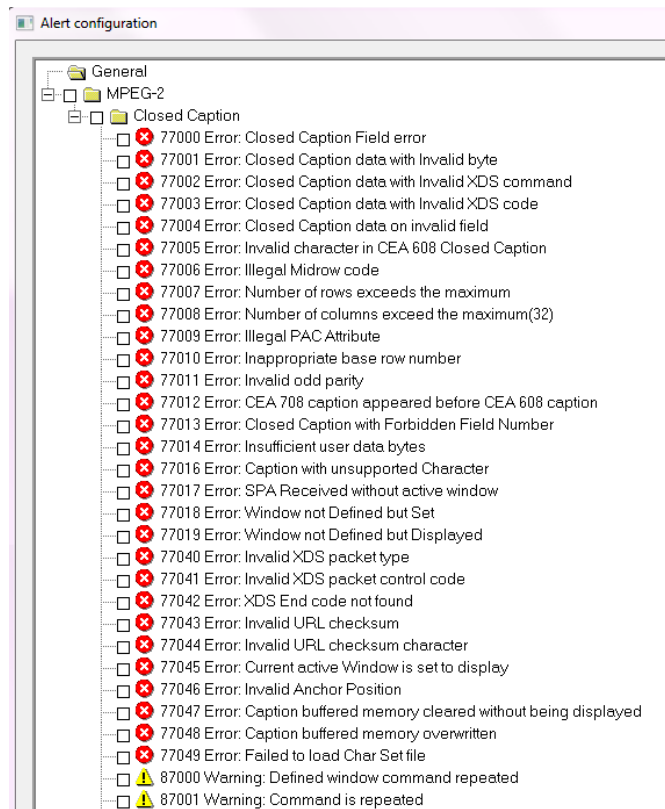 Alert configuration
General
MPEG-2
Closed Caption
77000 Error: Closed Caption Field error
77001 Error: Closed Caption data with Invalid byte
77002 Error: Closed Caption data with Invalid XDS command
77003 Error: Closed Caption data with Invalid XDS code
77004 Error: Closed Caption data on invalid field
77005 Error: Invalid character in CEA 608 Closed Caption
77006 Error: Illegal Midrow code
77007 Error: Number of rows exceeds the maximum
77008 Error: Number of columns exceed the maximum(32)
77009 Error: Illegal PAC Attribute
77010 Error: Inappropriate base row number
77011 Error: Invalid odd parity
77012 Error: CEA 708 caption appeared before CEA 608 caption
77013 Error: Closed Caption with Forbidden Field Number
77014 Error: Insufficient user data bytes
77016 Error: Caption with unsupported Character
77017 Error: SPA Received without active window
77018 Error: Window not Defined but Set
77019 Error: Window not Defined but Displayed
77040 Error: Invalid XDS packet type
77041 Error: Invalid XDS packet control code
77042 Error: XDS End code not found
77043 Error: Invalid URL checksum
77044 Error: Invalid URL checksum character
77045 Error: Current active Window is set to display
77046 Error: Invalid Anchor Position
77047 Error: Caption buffered memory cleared without being displayed
77048 Error: Caption buffered memory overwritten
77049 Error: Failed to load Char Set file
87000 Warning: Defined window command repeated
87001 Warning: Command is repeated